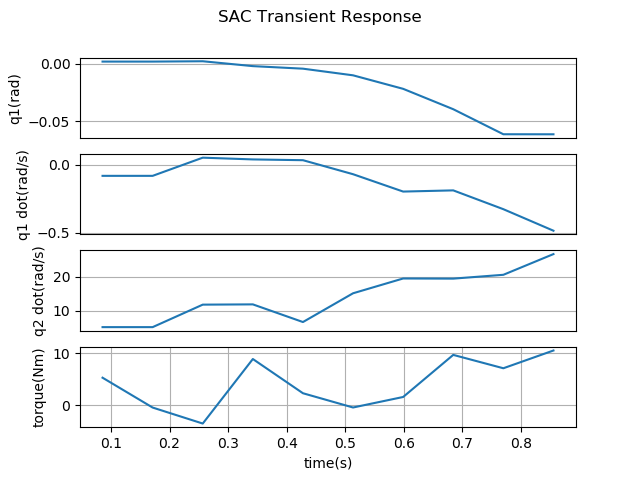 SAC Transient Response
0.00
−0.05
q1(rad)
0.0
−0.5
q1 dot(rad/s)
20
10
q2 dot(rad/s)
10
0
torque(Nm)
0.1 0.2 0.3 0.4 0.5 0.6 0.7 0.8
time(s)